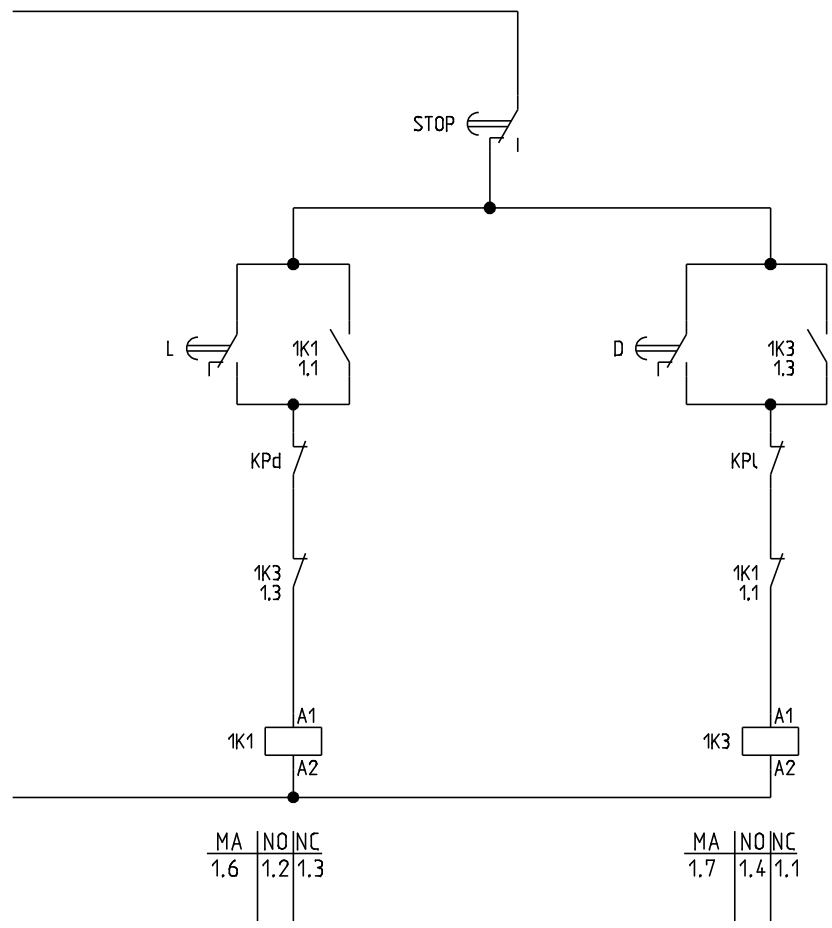 STOP
I
L
1K1
1.1
D
1K3
1.3
KPd
KPl
1K3
1.3
1K1
1.1
A1
1K1
A2
A1
1K3
A2
MA NO NC
1.6 1.2 1.3
MA NO NC
1.7 1.4 1.1